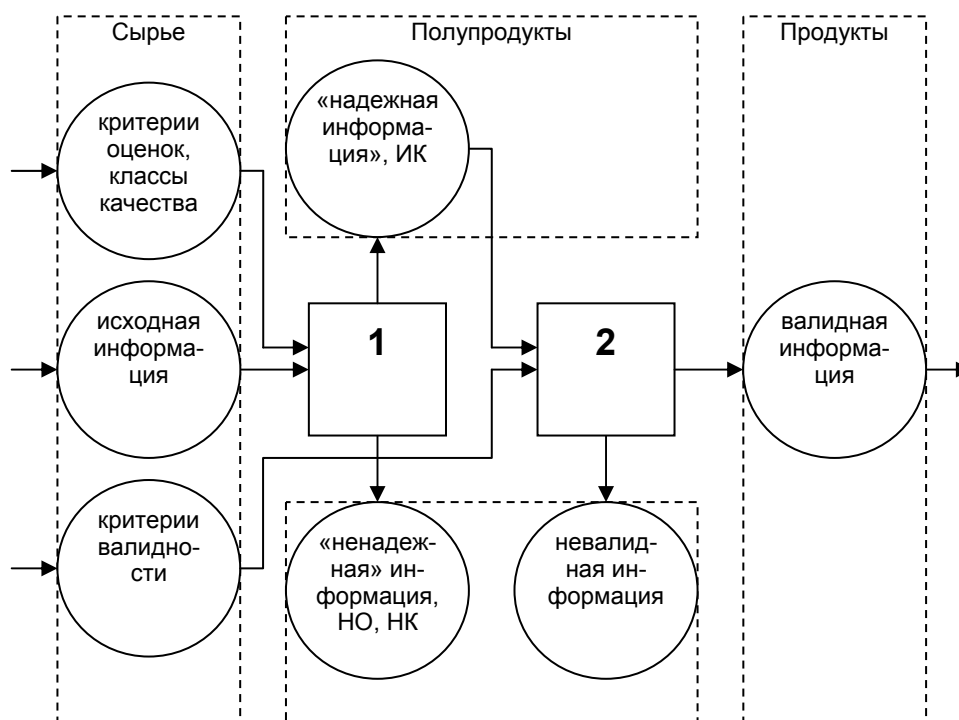 Сырье
Полупродукты
Продукты
критерии
оценок,
классы
качества
«надежная
информа-
ция», ИК
исходная
информа-
ция
1
2
валидная
информа-
ция
критерии
валидно-
сти
«ненадеж-
ная» ин-
формация,
НО, НК
невалид-
ная ин-
формация